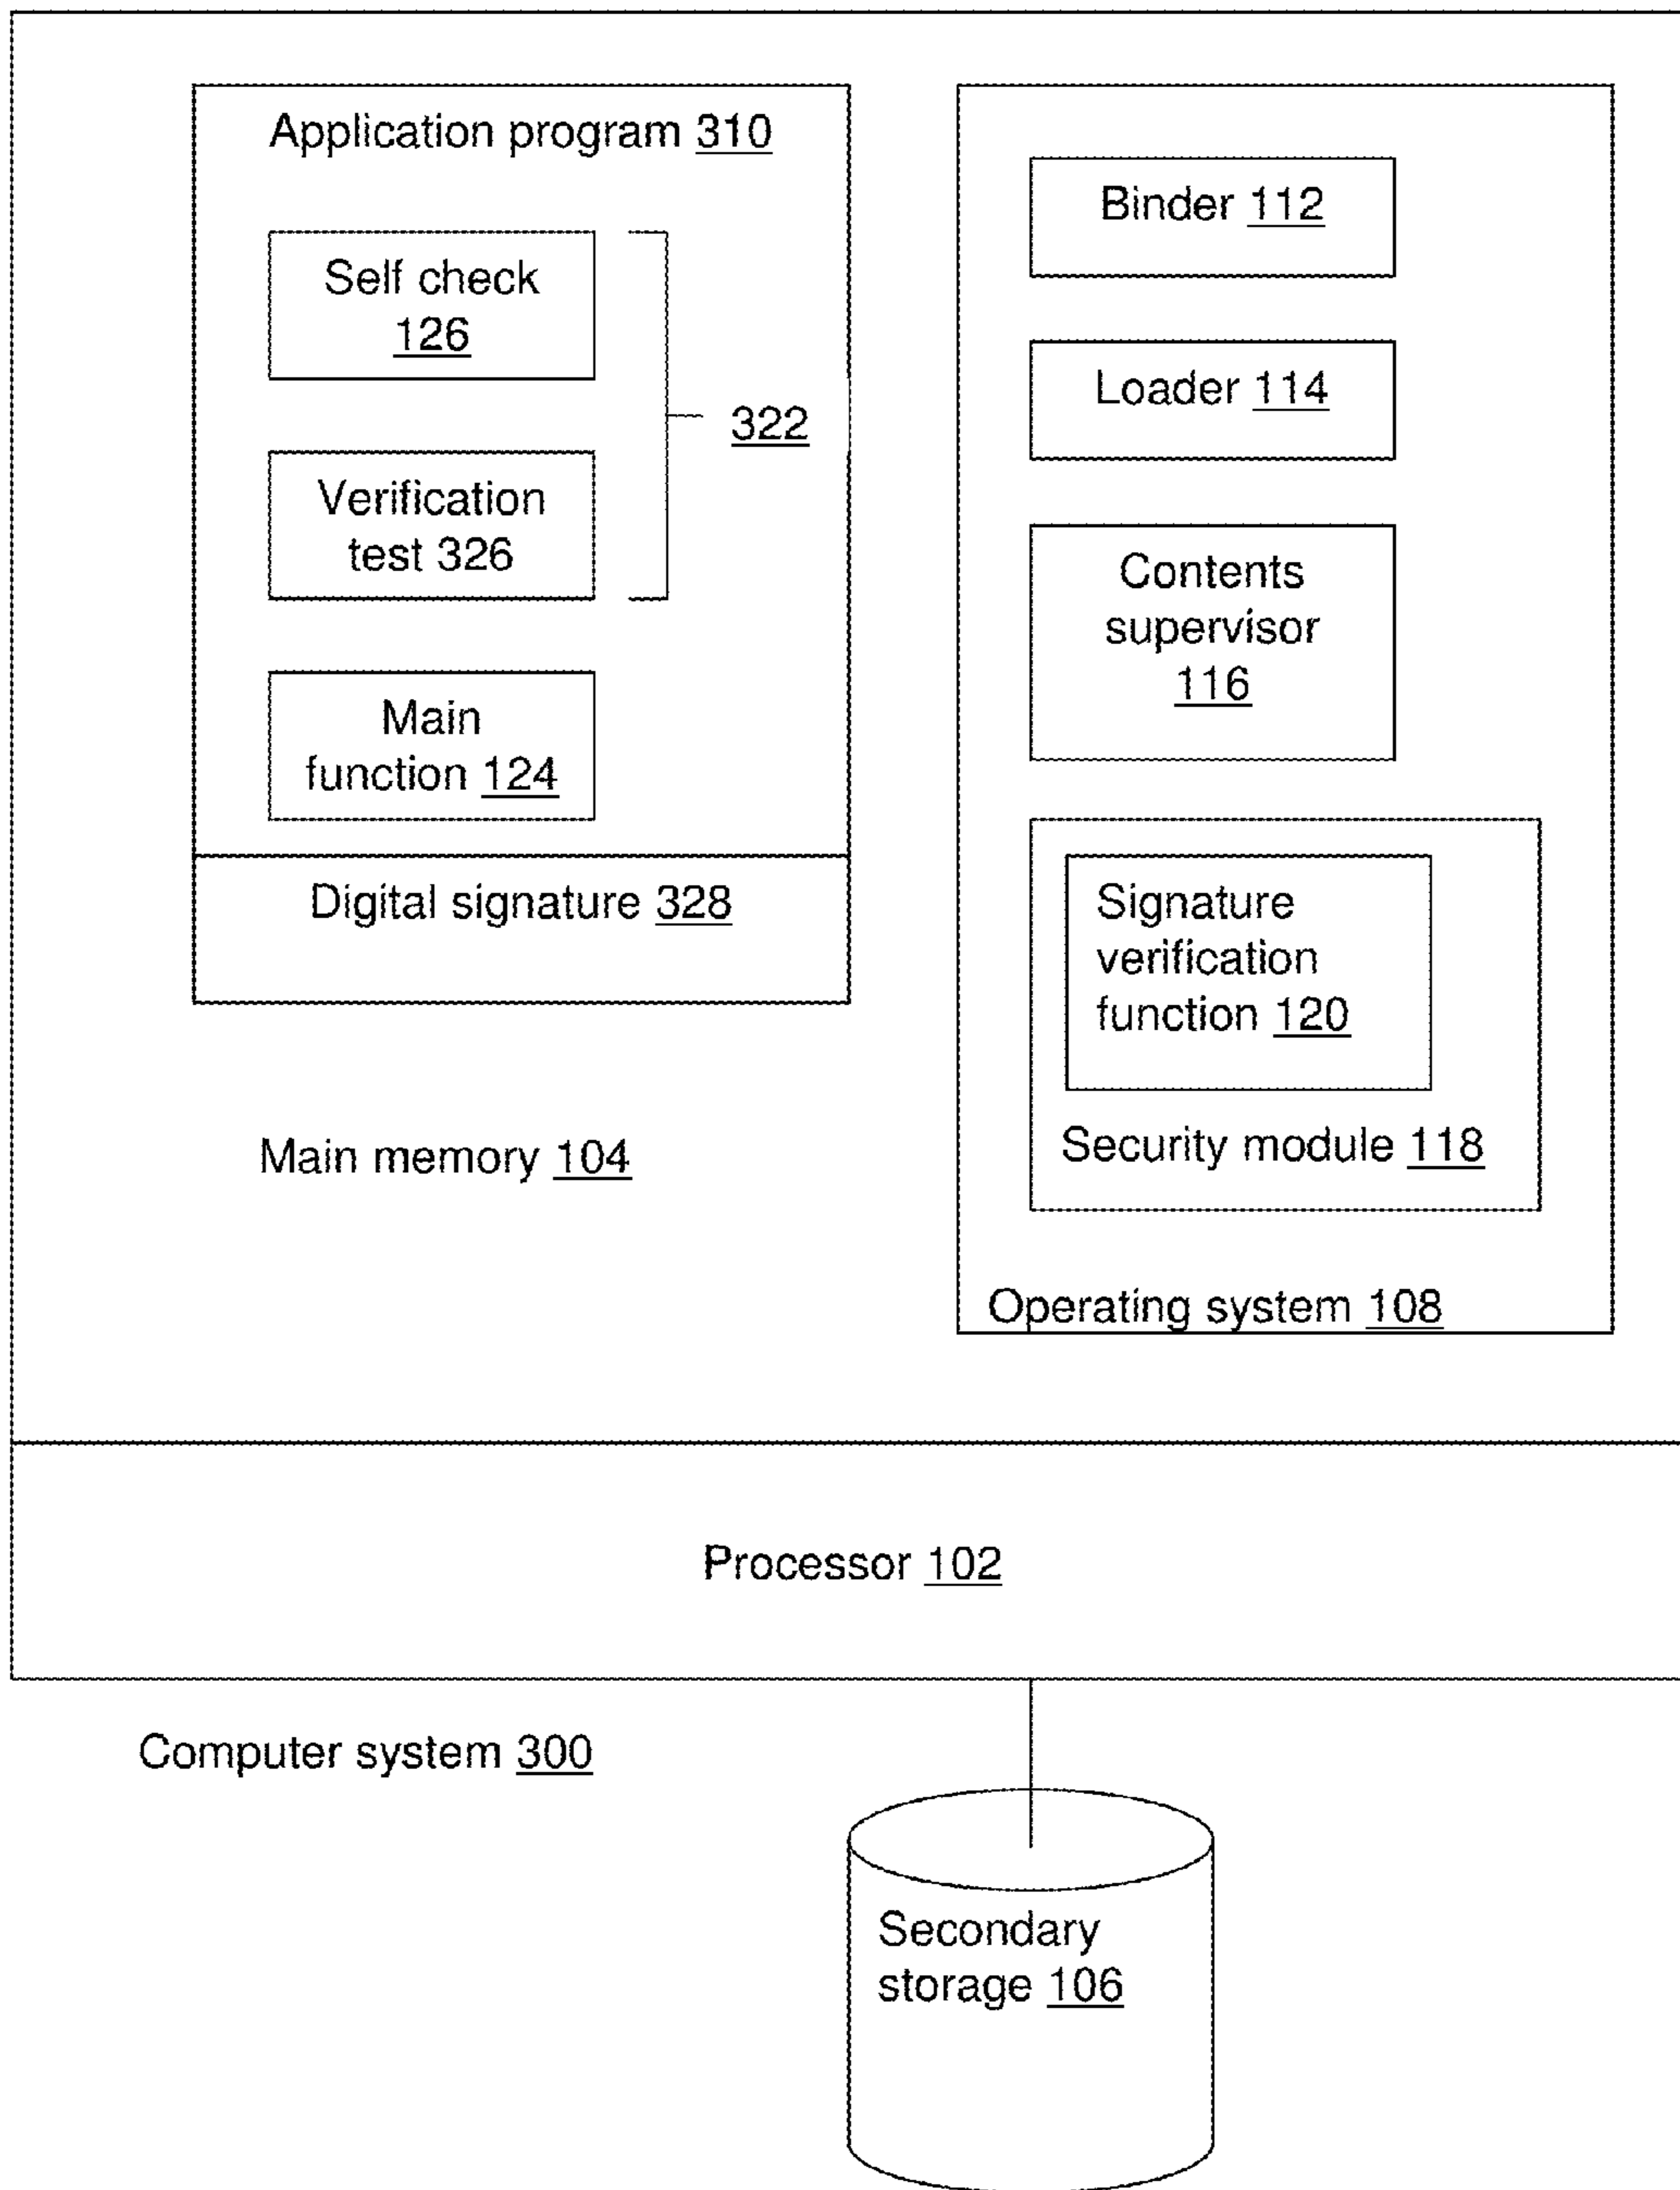 Application program 310
Self check
126
322
Verification
test 326
Main
function 124
Digital signature 328
Main memory 104
Binder 112
Loader 114
Contents
supervisor
116
Signature
verification
function 120
Security module 118
Operating system 108
Processor 102
Computer system 300
Secondary
storage 106